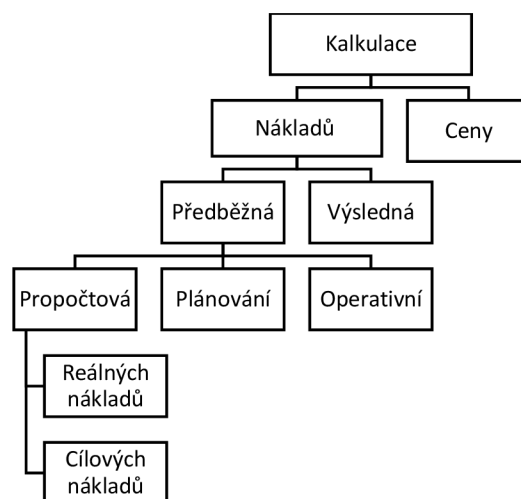 Kalkulace
Nákladů
Ceny
Předběžná
Výsledná
Propočtová
Plánování
Operativní
Reálných
nákladů
Cílových
nákladů